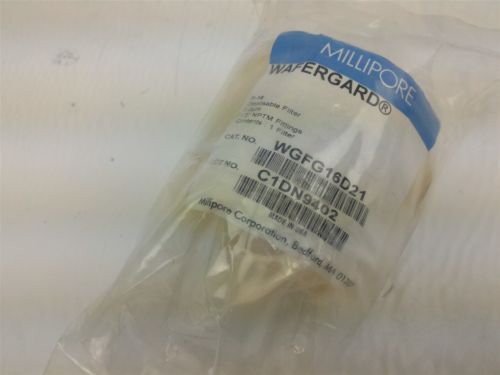 MILLIPORE
WAFERGARD®
Disposable Filter
NPTM Fittings
Contents 1 Filter
CAT. NO. WGFG16D21
NO. C1DN9402
MADE IN USA
Millipore Corporation, Bedford, MA